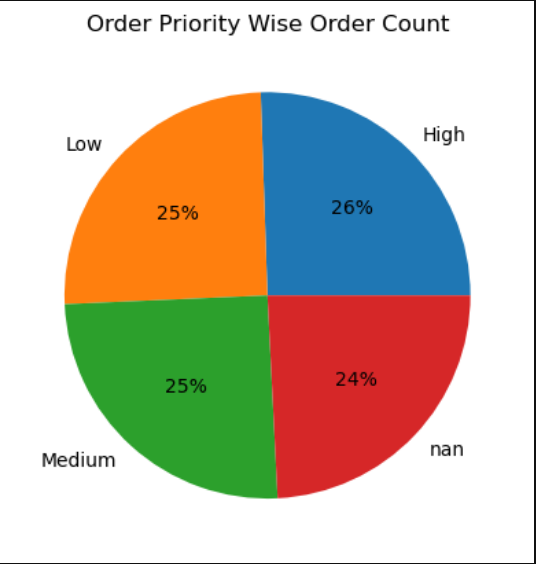 Order Priority Wise Order Count
High
Low
26%
25%
25%
24%
nan
Medium